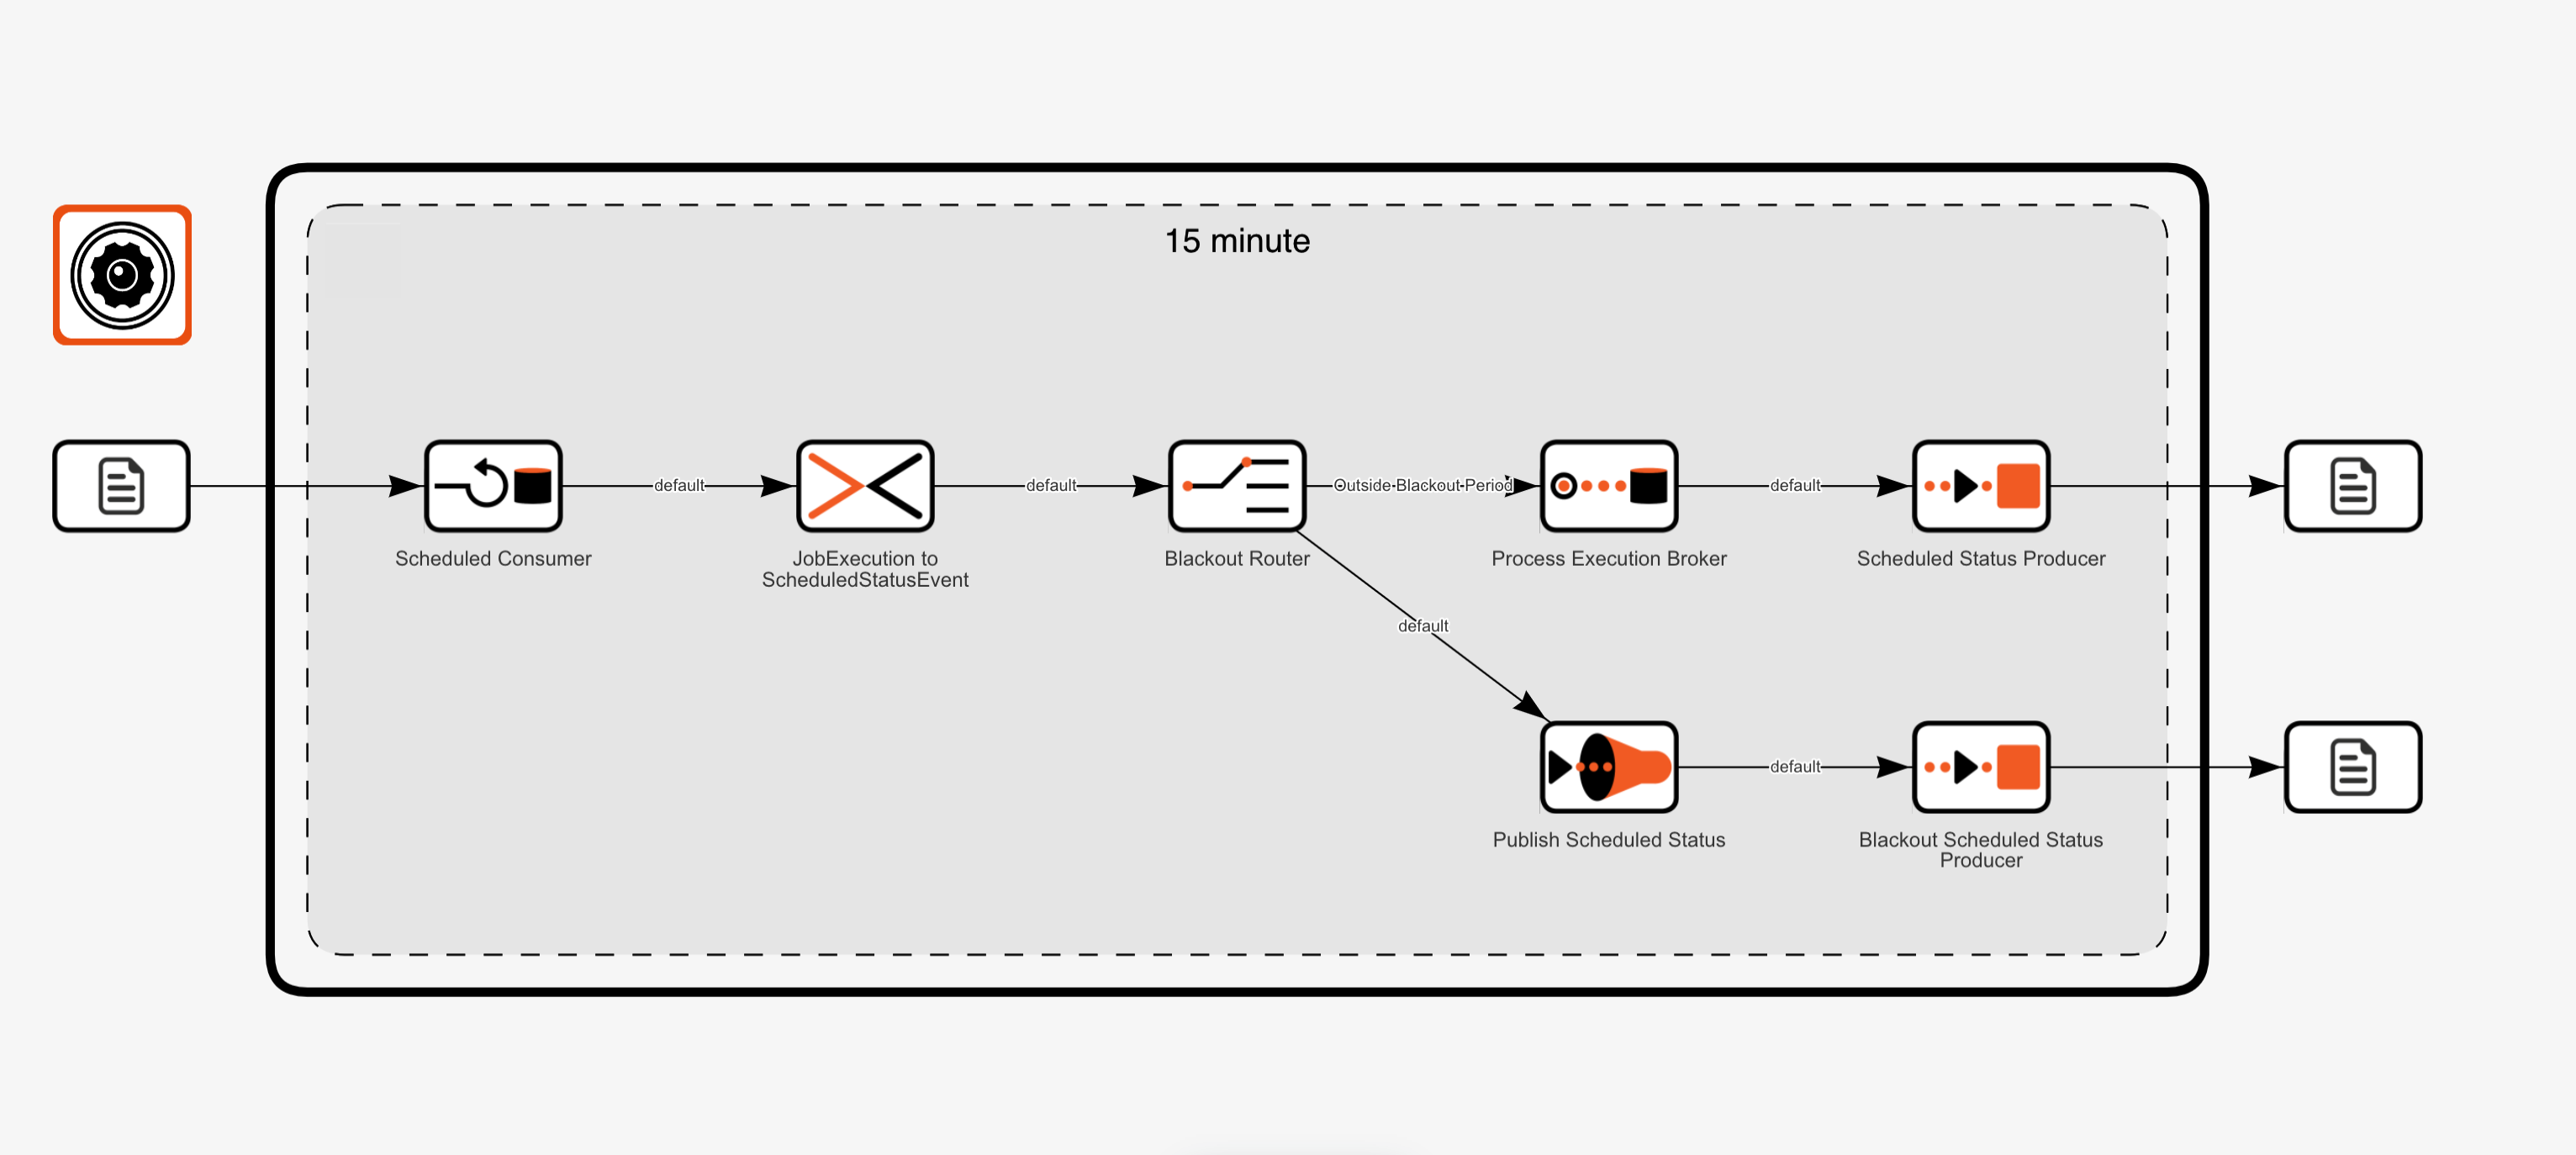 15 minute
default
default
Outside-Blackout-Period
default
Scheduled Consumer
JobExecution to
ScheduledStatusEvent
Blackout Router
Process Execution Broker
Scheduled Status Producer
default
default
Publish Scheduled Status
Blackout Scheduled Status
Producer